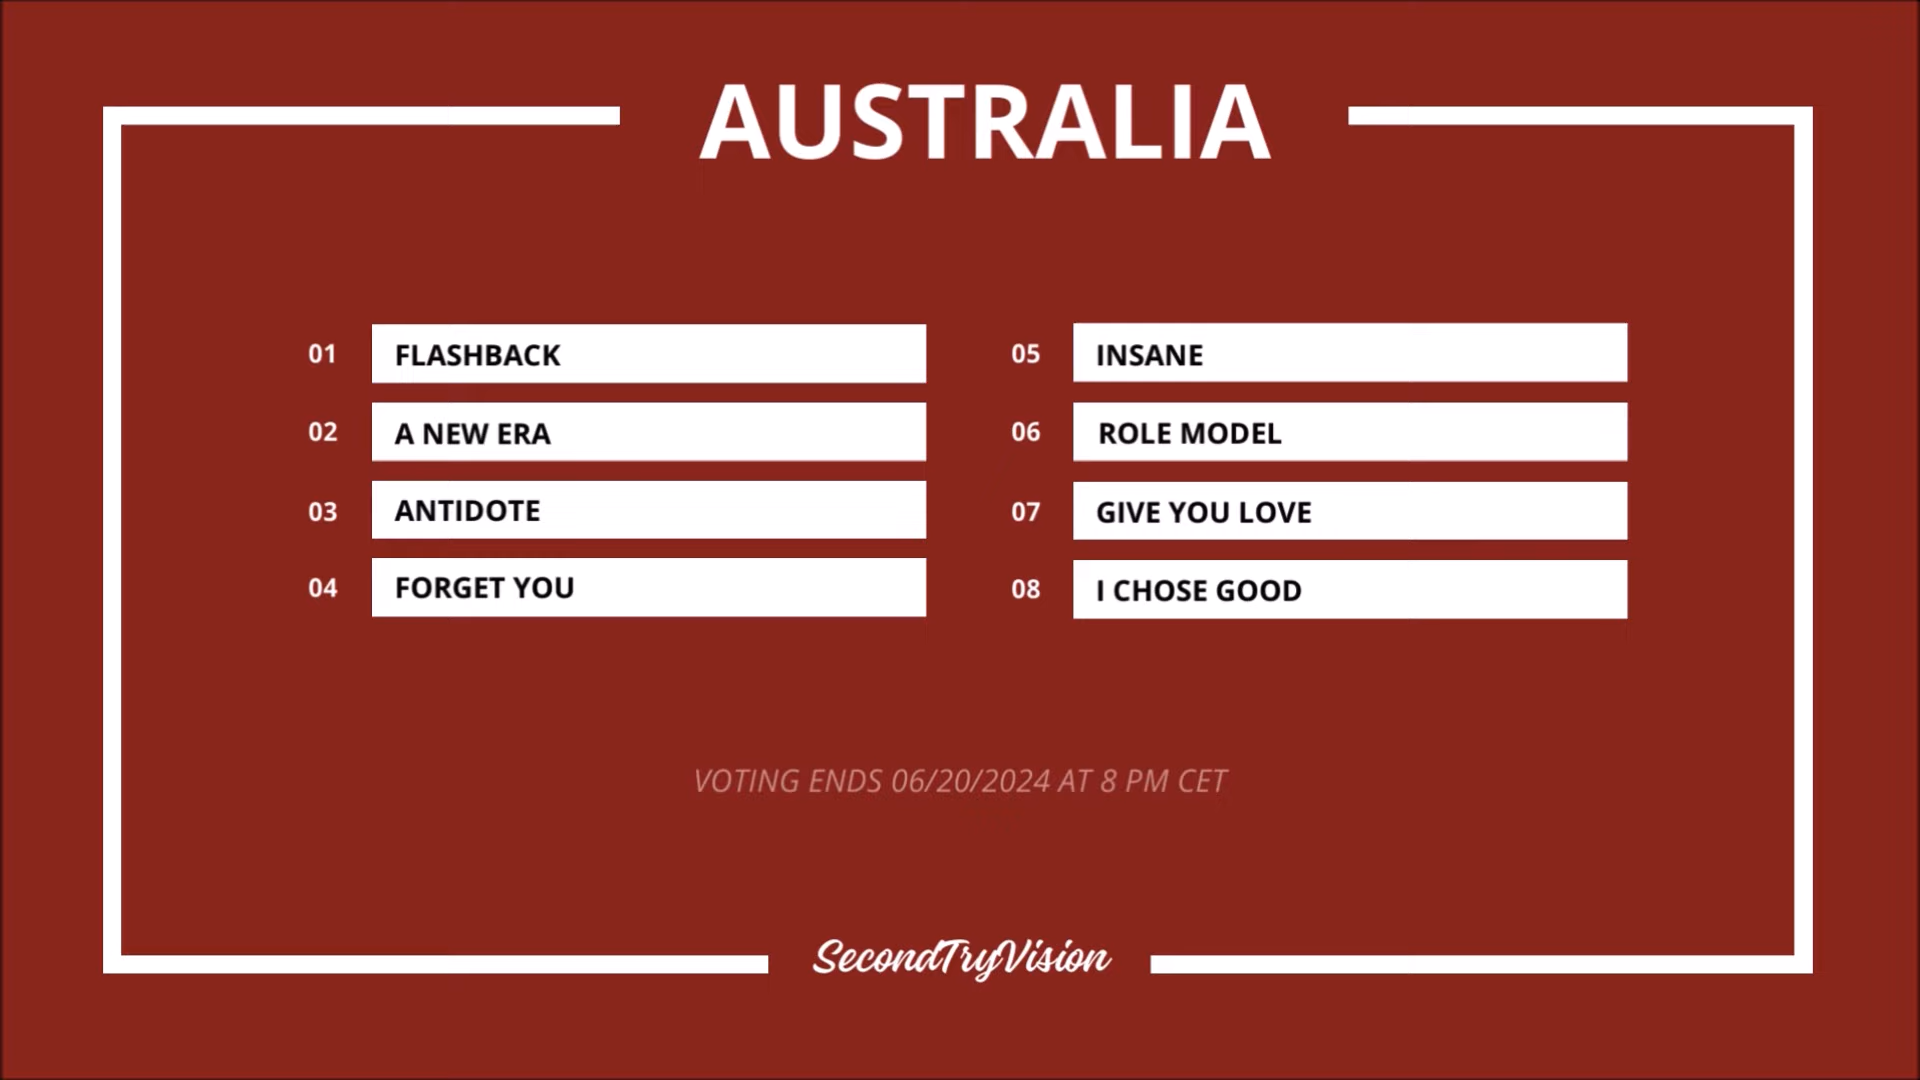 AUSTRALIA
01 FLASHBACK
02 A NEW ERA
03 ANTIDOTE
04 FORGET YOU
05 INSANE
06 ROLE MODEL
07 GIVE YOU LOVE
08 I CHOSE GOOD
VOTING ENDS 06/20/2024 AT 8 PM CET
SecondTryVision